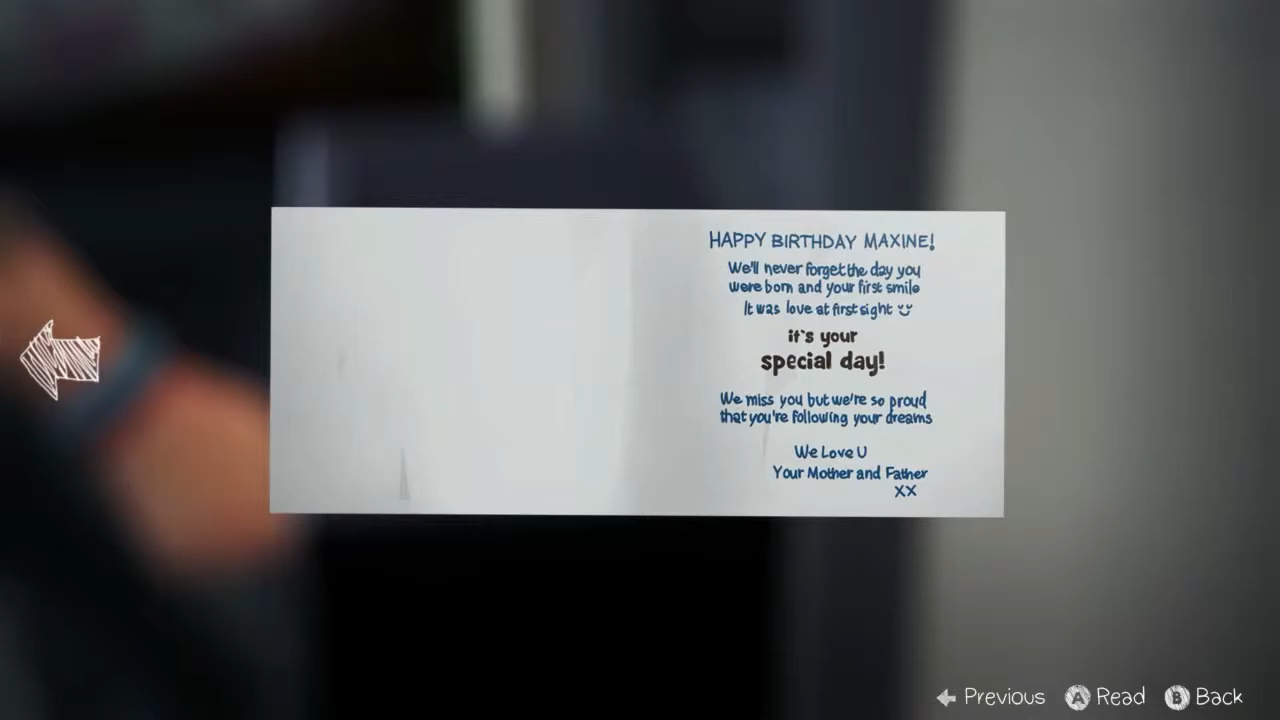 HAPPY BIRTHDAY MAXINE!
We'll never forget the day you
were born and your first smile
It was love at first sight
it's your
special day!
We miss you but we're so proud
that you're following your dreams
We Love U
Your Mother and Father
XX
Previous
A Read
B Back